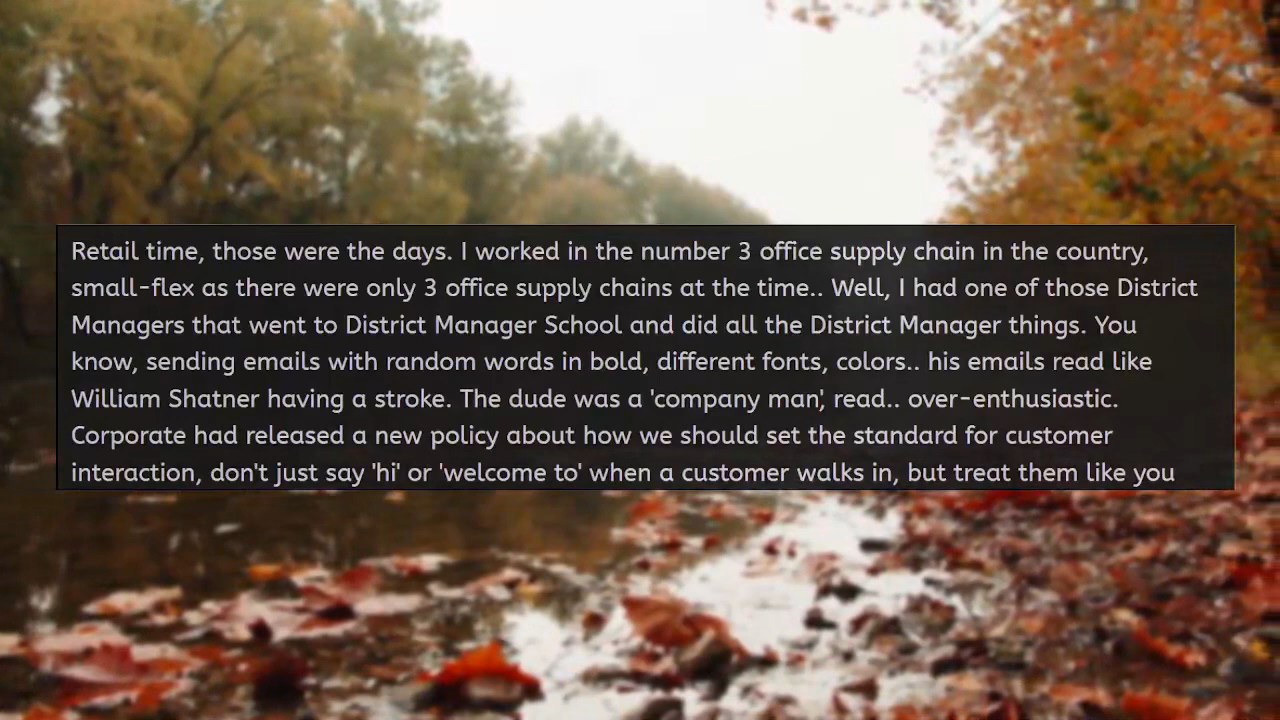 Retail time, those were the days. I worked in the number 3 office supply chain in the country,
small-flex as there were only 3 office supply chains at the time.. Well, I had one of those District
Managers that went to District Manager School and did all the District Manager things. You
know, sending emails with random words in bold, different fonts, colors.. his emails read like
William Shatner having a stroke. The dude was a 'company man', read.. over-enthusiastic.
Corporate had released a new policy about how we should set the standard for customer
interaction, don't just say 'hi' or 'welcome to' when a customer walks in, but treat them like you